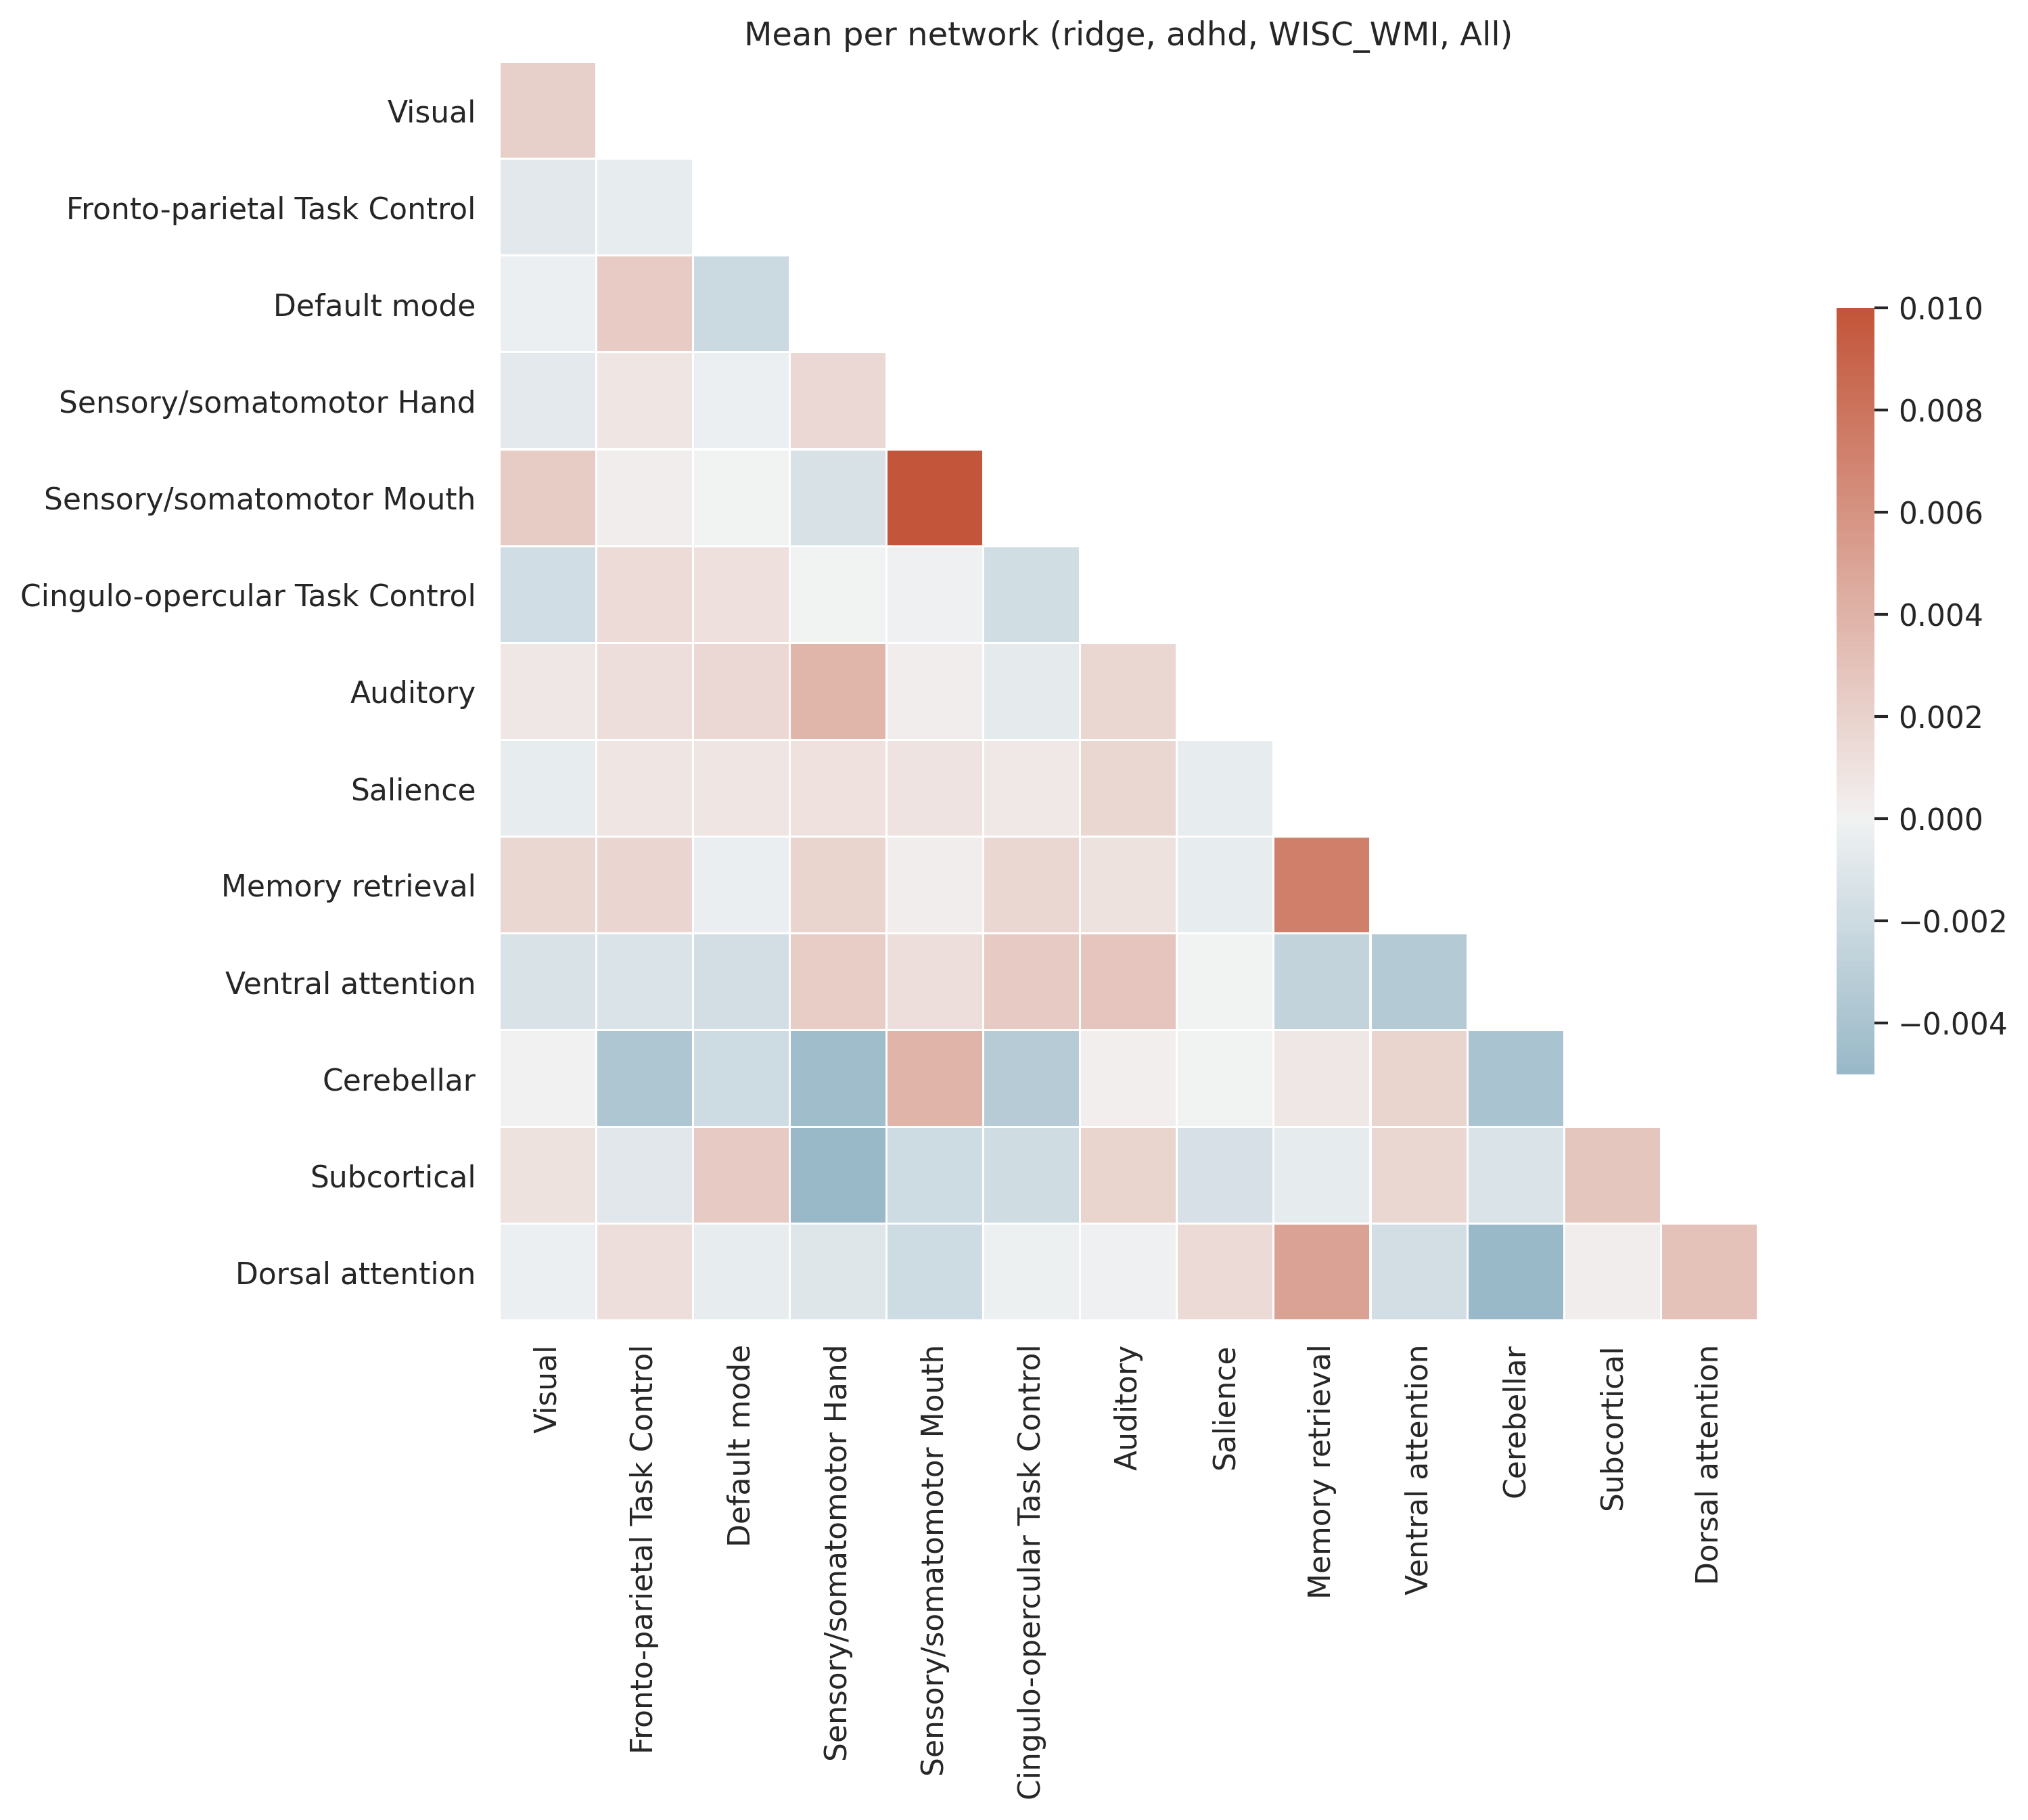 Mean per network (ridge, adhd, WISC_WMI, All)
Visual
Fronto-parietal Task Control
Default mode
Sensory/somatomotor Hand
Sensory/somatomotor Mouth
Cingulo-opercular Task Control
Auditory
Salience
Memory retrieval
Ventral attention
Cerebellar
Subcortical
Dorsal attention
0.010
0.008
0.006
0.004
0.002
0.000
−0.002
−0.004
Visual
Fronto-parietal Task Control
Default mode
Sensory/somatomotor Hand
Sensory/somatomotor Mouth
Cingulo-opercular Task Control
Auditory
Salience
Memory retrieval
Ventral attention
Cerebellar
Subcortical
Dorsal attention